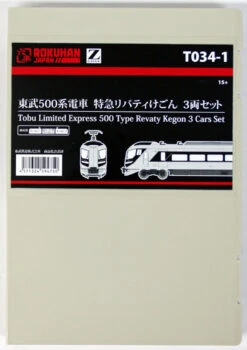 ROKUHAN
JAPAN
Z
T034-1
15+
東武500系電車 特急リバティけごん 3両セット
Tobu Limited Express 500 Type Revaty Kegon 3 Cars Set